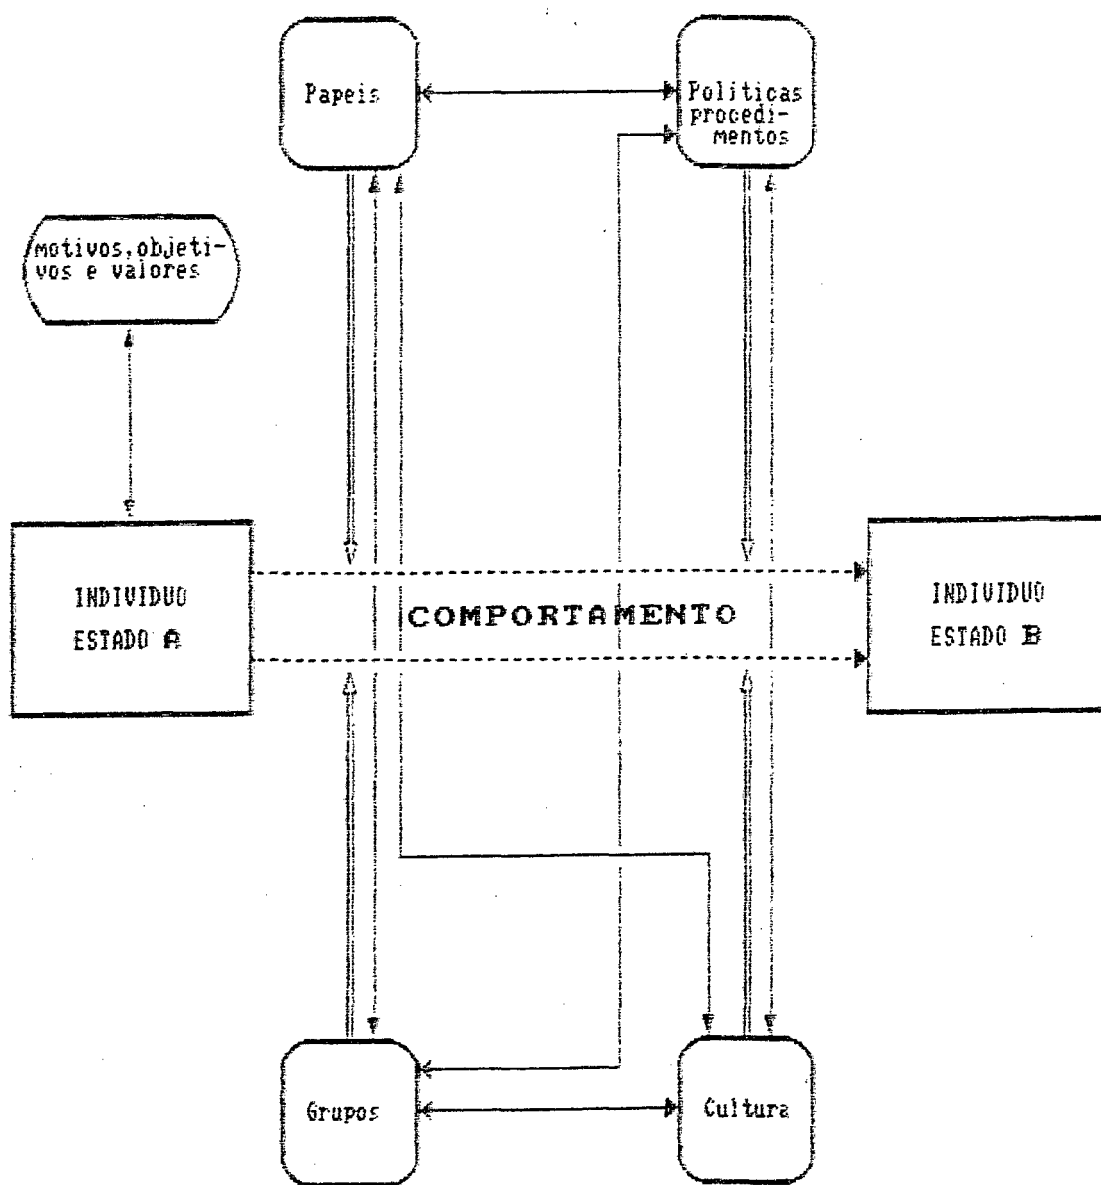 Papeis
Politicas
procedi-
mentos
motivos,objeti-
vos e valores
INDIVIDUO
ESTADO A
COMPORTAMENTO
INDIVIDUO
ESTADO B
Grupos
Cultura